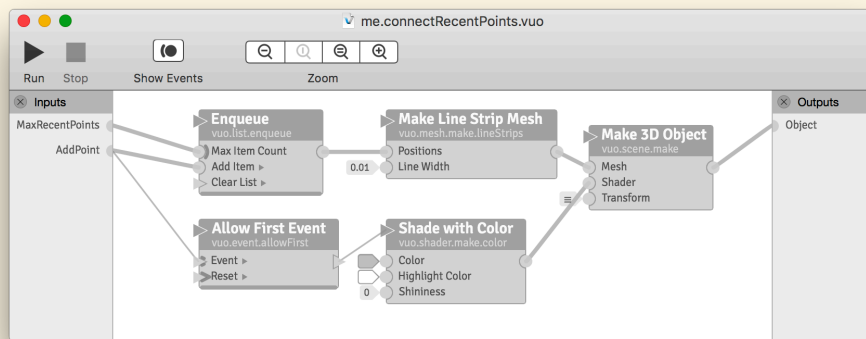 me.connectRecentPoints.vuo
Run
Stop
Show Events
Zoom
Inputs
Outputs
MaxRecentPoints
AddPoint
Enqueue
vuo.list.enqueue
Max Item Count
Add Item
Clear List
Make Line Strip Mesh
vuo.mesh.make.lineStrips
Positions
0.01
Line Width
Make 3D Object
vuo.scene.make
Mesh
Shader
Transform
Object
Allow First Event
vuo.event.allowFirst
Event
Reset
Shade with Color
vuo.shader.make.color
Color
Highlight Color
0
Shininess